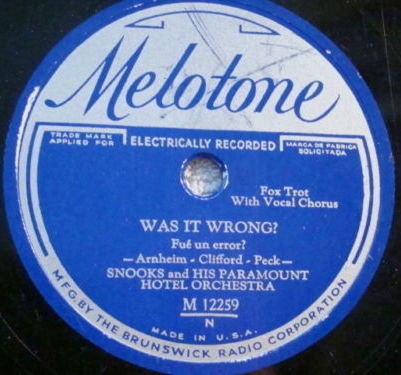 Melotone
TRADE MARK
APPLIED FOR
ELECTRICALLY RECORDED
MARCA DE FABRICA
SOLICITADA
Fox Trot
With Vocal Chorus
WAS IT WRONG?
Fué un error?
—Arnheim - Clifford - Peck—
SNOOKS and HIS PARAMOUNT
HOTEL ORCHESTRA
M 12259
N
MADE IN U.S.A.
MFG. BY THE BRUNSWICK RADIO CORPORATION